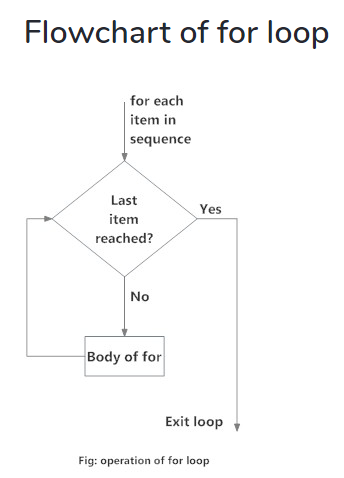 Flowchart of for loop
for each
item in
sequence
Last
item
reached?
Yes
No
Body of for
Exit loop
Fig: operation of for loop